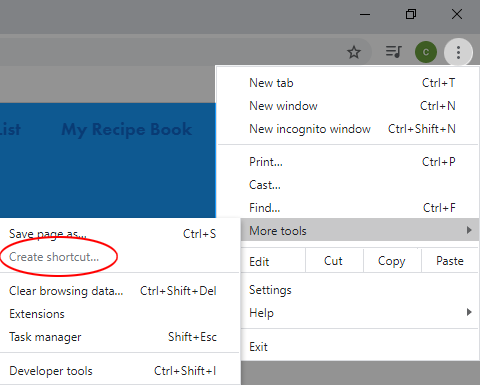 c
New tab Ctrl+T
New window Ctrl+N
New incognito window Ctrl+Shift+N
List My Recipe Book
Print... Ctrl+P
Cast...
Find... Ctrl+F
More tools
Save page as... Ctrl+S
Create shortcut...
Clear browsing data... Ctrl+Shift+Del
Extensions
Task manager Shift+Esc
Developer tools Ctrl+Shift+I
Edit Cut Copy Paste
Settings
Help
Exit